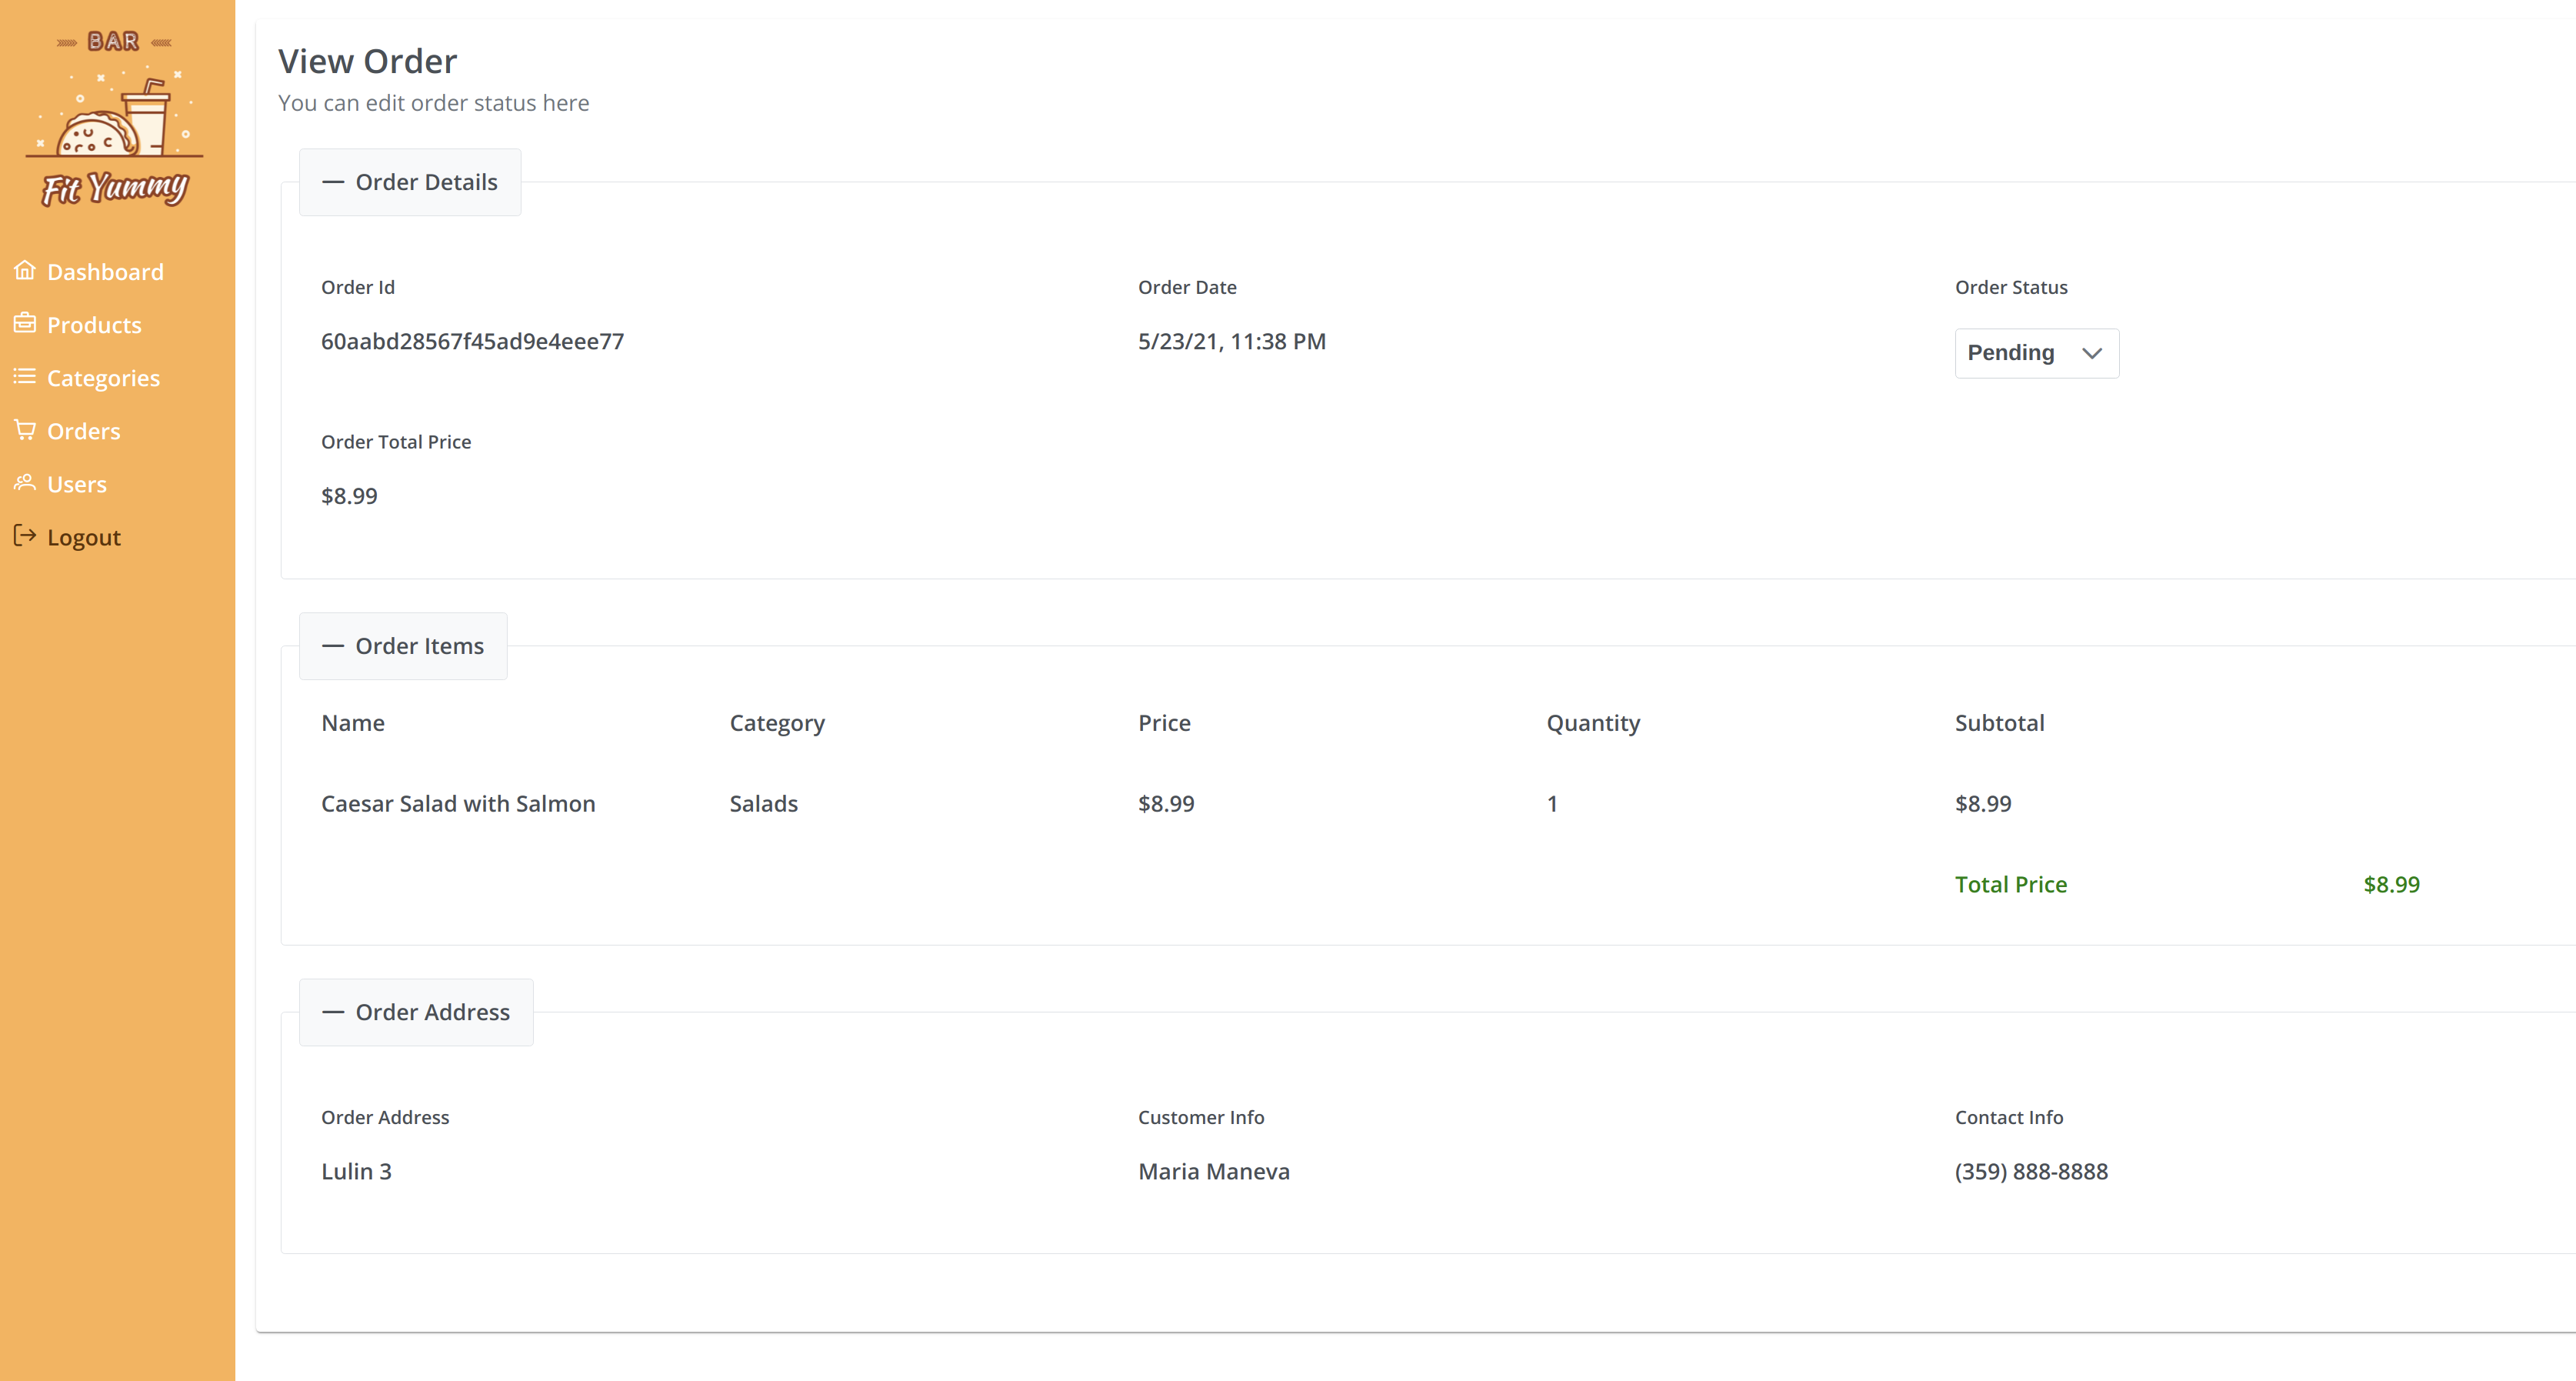 BAR
Fit Yummy
Dashboard
Products
Categories
Orders
Users
Logout
View Order
You can edit order status here
Order Details
Order Id Order Date Order Status
60aabd28567f45ad9e4eee77 5/23/21, 11:38 PM Pending
Order Total Price
$8.99
Order Items
Name Category Price Quantity Subtotal
Caesar Salad with Salmon Salads $8.99 1 $8.99
Total Price $8.99
Order Address
Order Address Customer Info Contact Info
Lulin 3 Maria Maneva (359) 888-8888